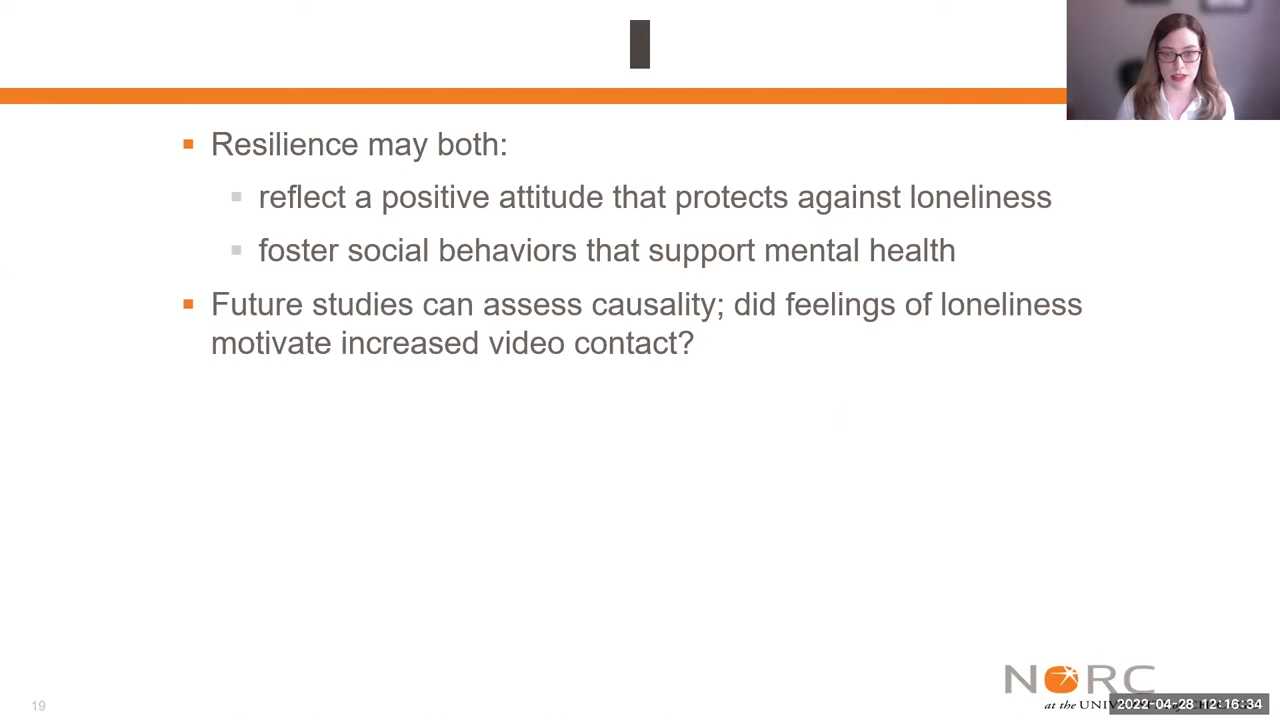 Resilience may both:
reflect a positive attitude that protects against loneliness
foster social behaviors that support mental health
Future studies can assess causality; did feelings of loneliness
motivate increased video contact?
NORC
at the
2022-04-28 12:16:34
19